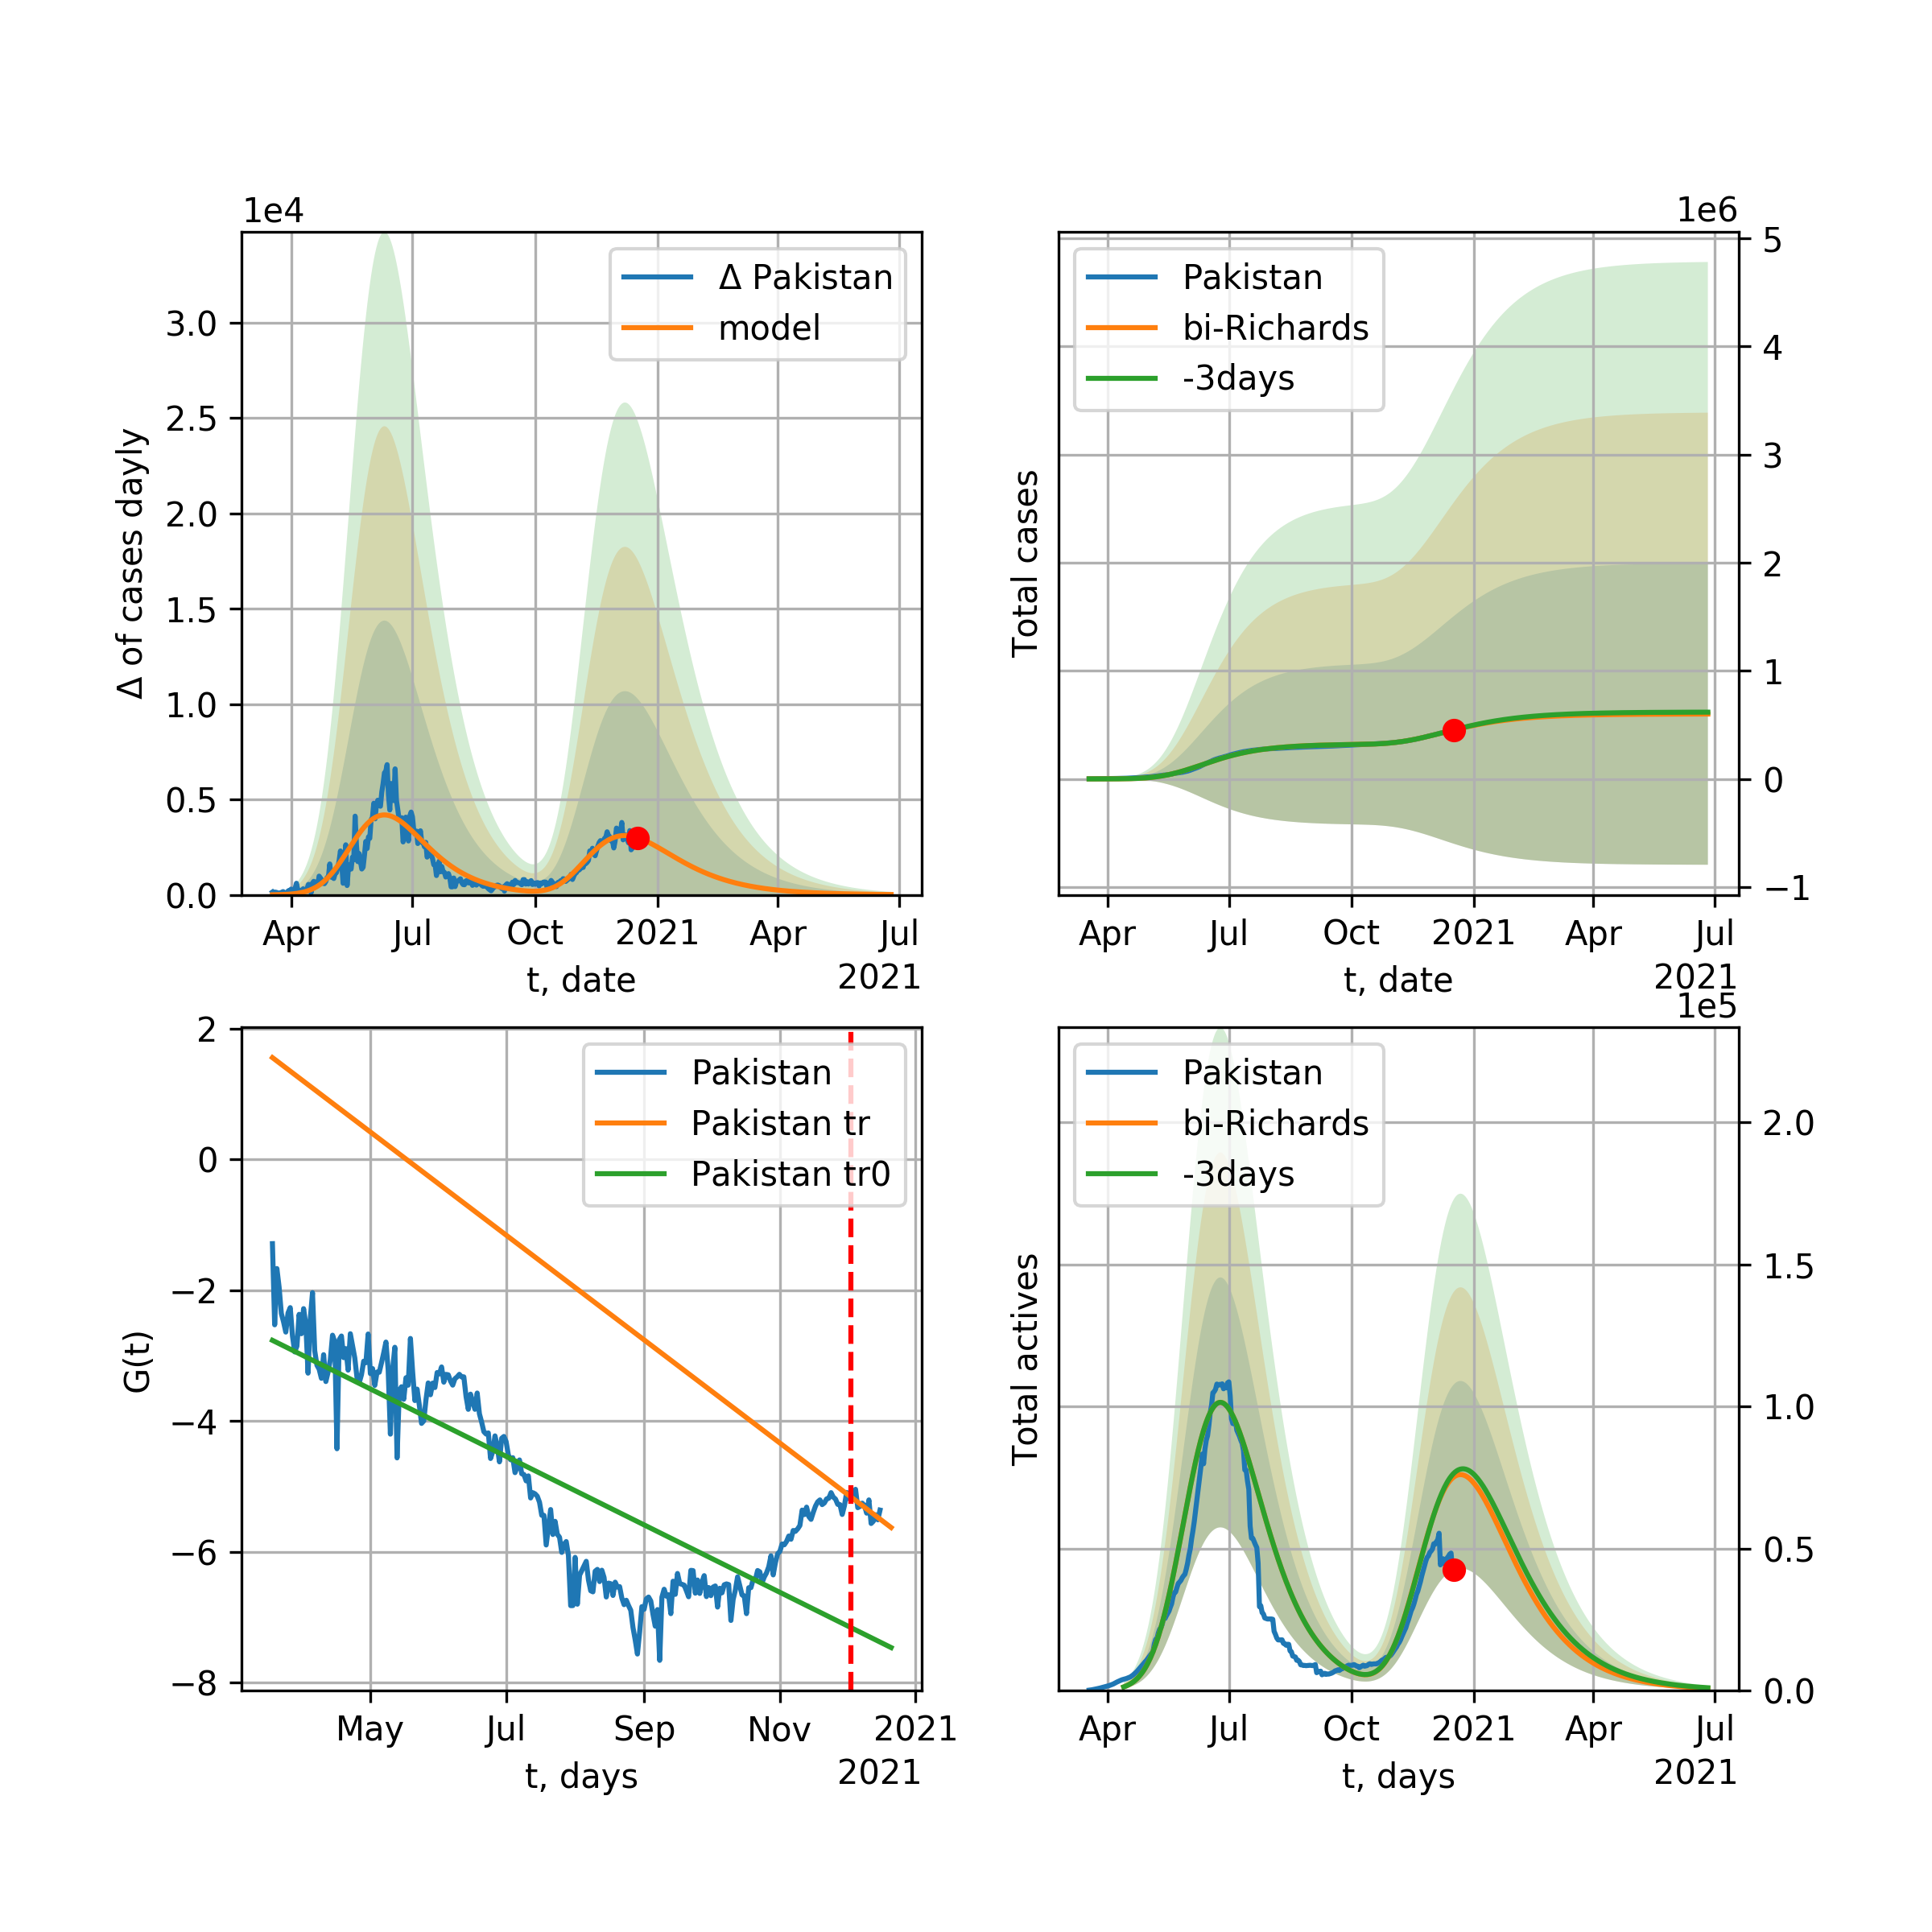 1e4
Δ of cases dayly
3.0
2.5
2.0
1.5
1.0
0.5
0.0
Δ Pakistan
model
Apr Jul Oct 2021 Apr Jul
t, date
2021
1e6
Total cases
Pakistan
bi-Richards
-3days
5
4
3
2
1
0
−1
Apr Jul Oct 2021 Apr Jul
t, date
2021
G(t)
2
0
−2
−4
−6
−8
Pakistan
Pakistan tr
Pakistan tr0
May Jul Sep Nov 2021
t, days
2021
1e5
Total actives
Pakistan
bi-Richards
-3days
2.0
1.5
1.0
0.5
0.0
Apr Jul Oct 2021 Apr Jul
t, days
2021